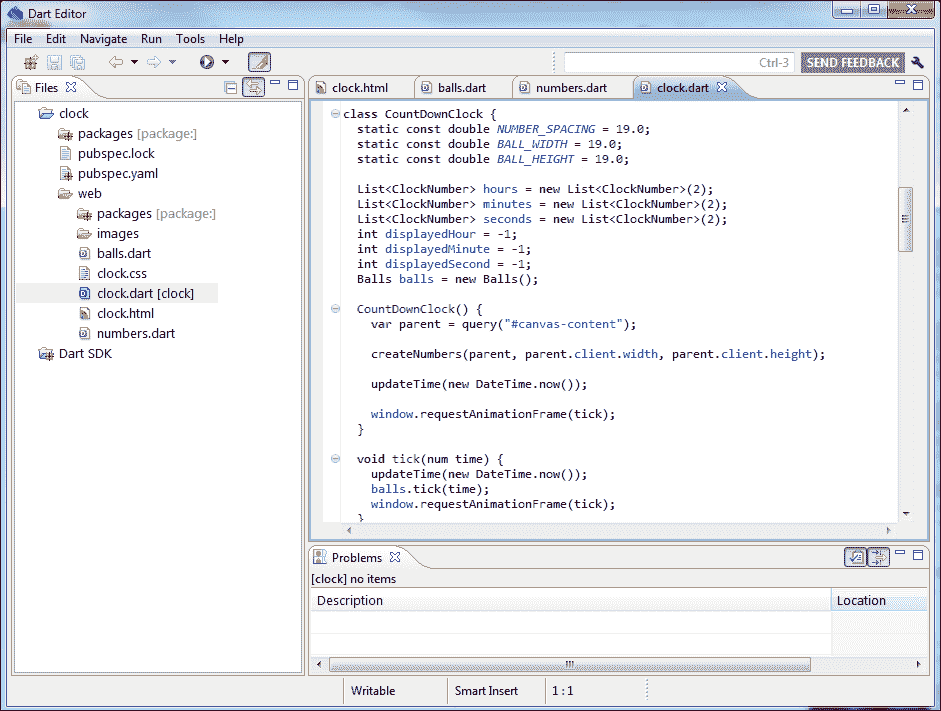 Dart Editor
File Edit Navigate Run Tools Help
Ctrl-3 SEND FEEDBACK
Files
clock.html balls.dart numbers.dart clock.dart
clock
packages [package:]
pubspec.lock
pubspec.yaml
web
packages [package:]
images
balls.dart
clock.css
clock.dart [clock]
clock.html
numbers.dart
Dart SDK
class CountDownClock {
static const double NUMBER_SPACING = 19.0;
static const double BALL_WIDTH = 19.0;
static const double BALL_HEIGHT = 19.0;
List<ClockNumber> hours = new List<ClockNumber>(2);
List<ClockNumber> minutes = new List<ClockNumber>(2);
List<ClockNumber> seconds = new List<ClockNumber>(2);
int displayedHour = -1;
int displayedMinute = -1;
int displayedSecond = -1;
Balls balls = new Balls();
CountDownClock() {
var parent = query("#canvas-content");
createNumbers(parent, parent.client.width, parent.client.height);
updateTime(new DateTime.now());
window.requestAnimationFrame(tick);
}
void tick(num time) {
updateTime(new DateTime.now());
balls.tick(time);
window.requestAnimationFrame(tick);
}
Problems
[clock] no items
Description Location
Writable Smart Insert 1 : 1